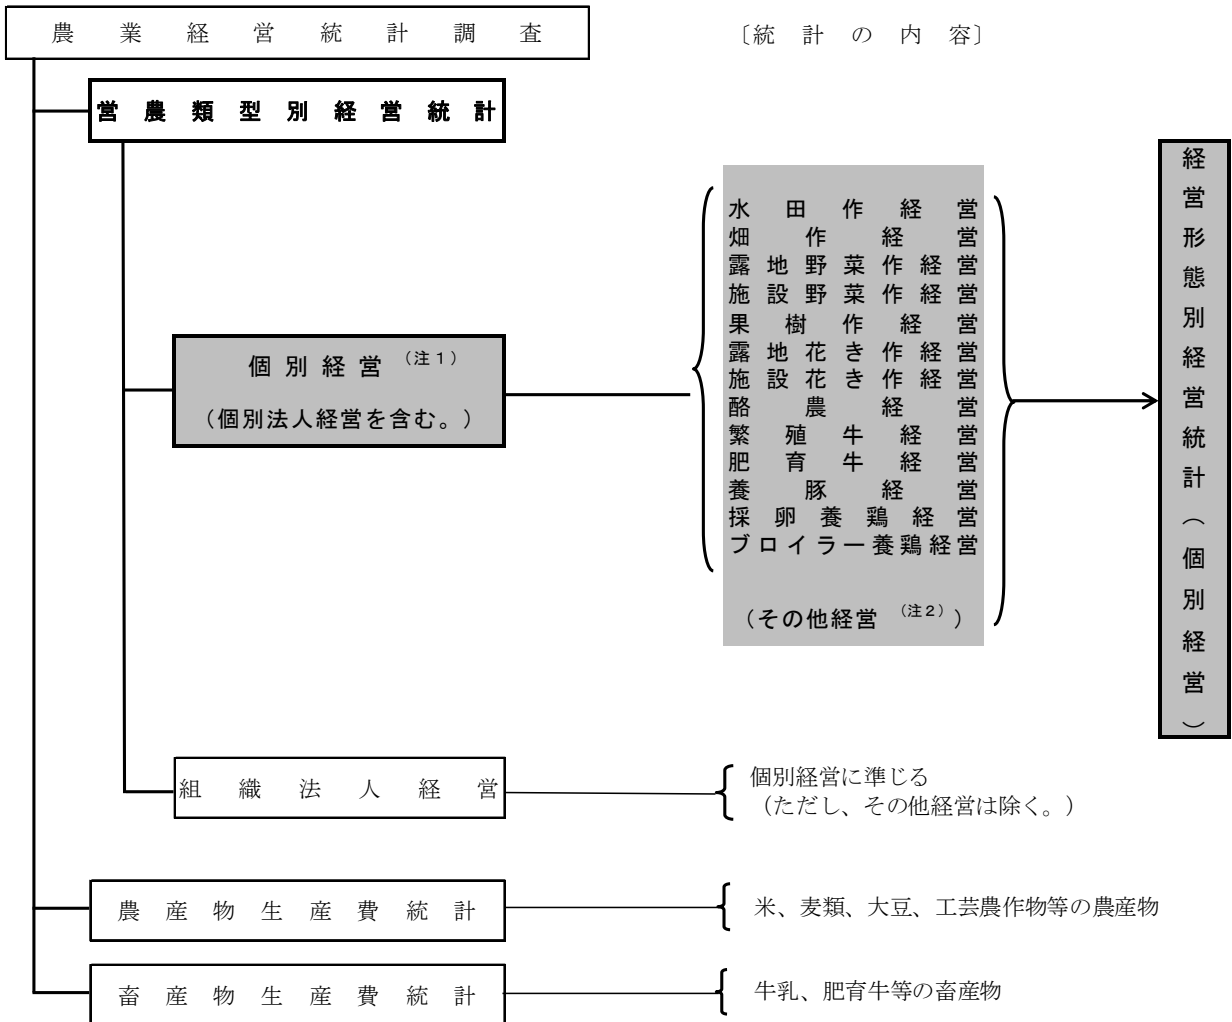 農業経営統計調査
〔統計の内容〕
営農類型別経営統計
個別経営（注１）
（個別法人経営を含む。）
水田作経営
畑作経営
露地野菜作経営
施設野菜作経営
果樹作経営
露地花き作経営
施設花き作経営
酪農経営
繁殖牛経営
肥育牛経営
養豚経営
採卵養鶏経営
ブロイラー養鶏経営
（その他経営（注２））
経営形態別経営統計（個別経営）
組織法人経営
個別経営に準じる
（ただし、その他経営は除く。）
農産物生産費統計
米、麦類、大豆、工芸農作物等の農産物
畜産物生産費統計
牛乳、肥育牛等の畜産物